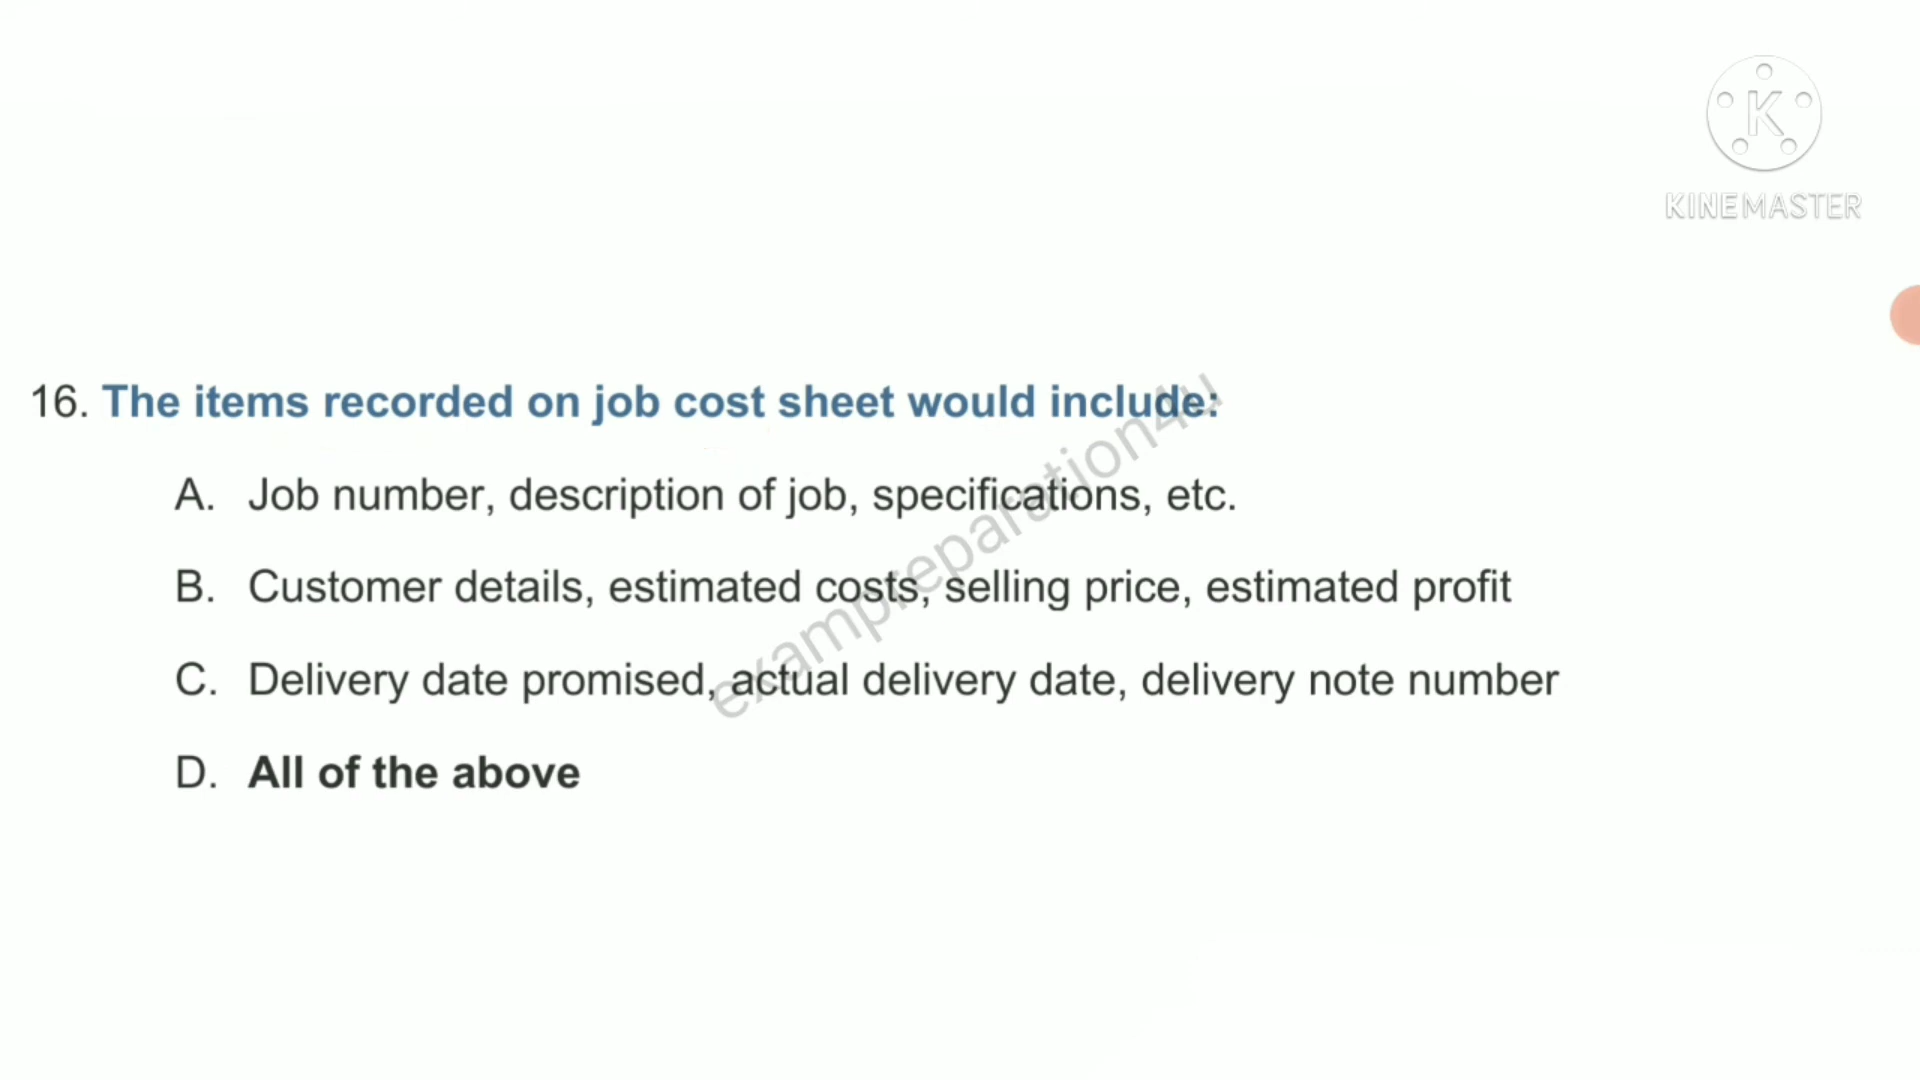 KINEMASTER
16. The items recorded on job cost sheet would include:
A. Job number, description of job, specifications, etc.
B. Customer details, estimated costs, selling price, estimated profit
C. Delivery date promised, actual delivery date, delivery note number
D. All of the above
exampreparation4u